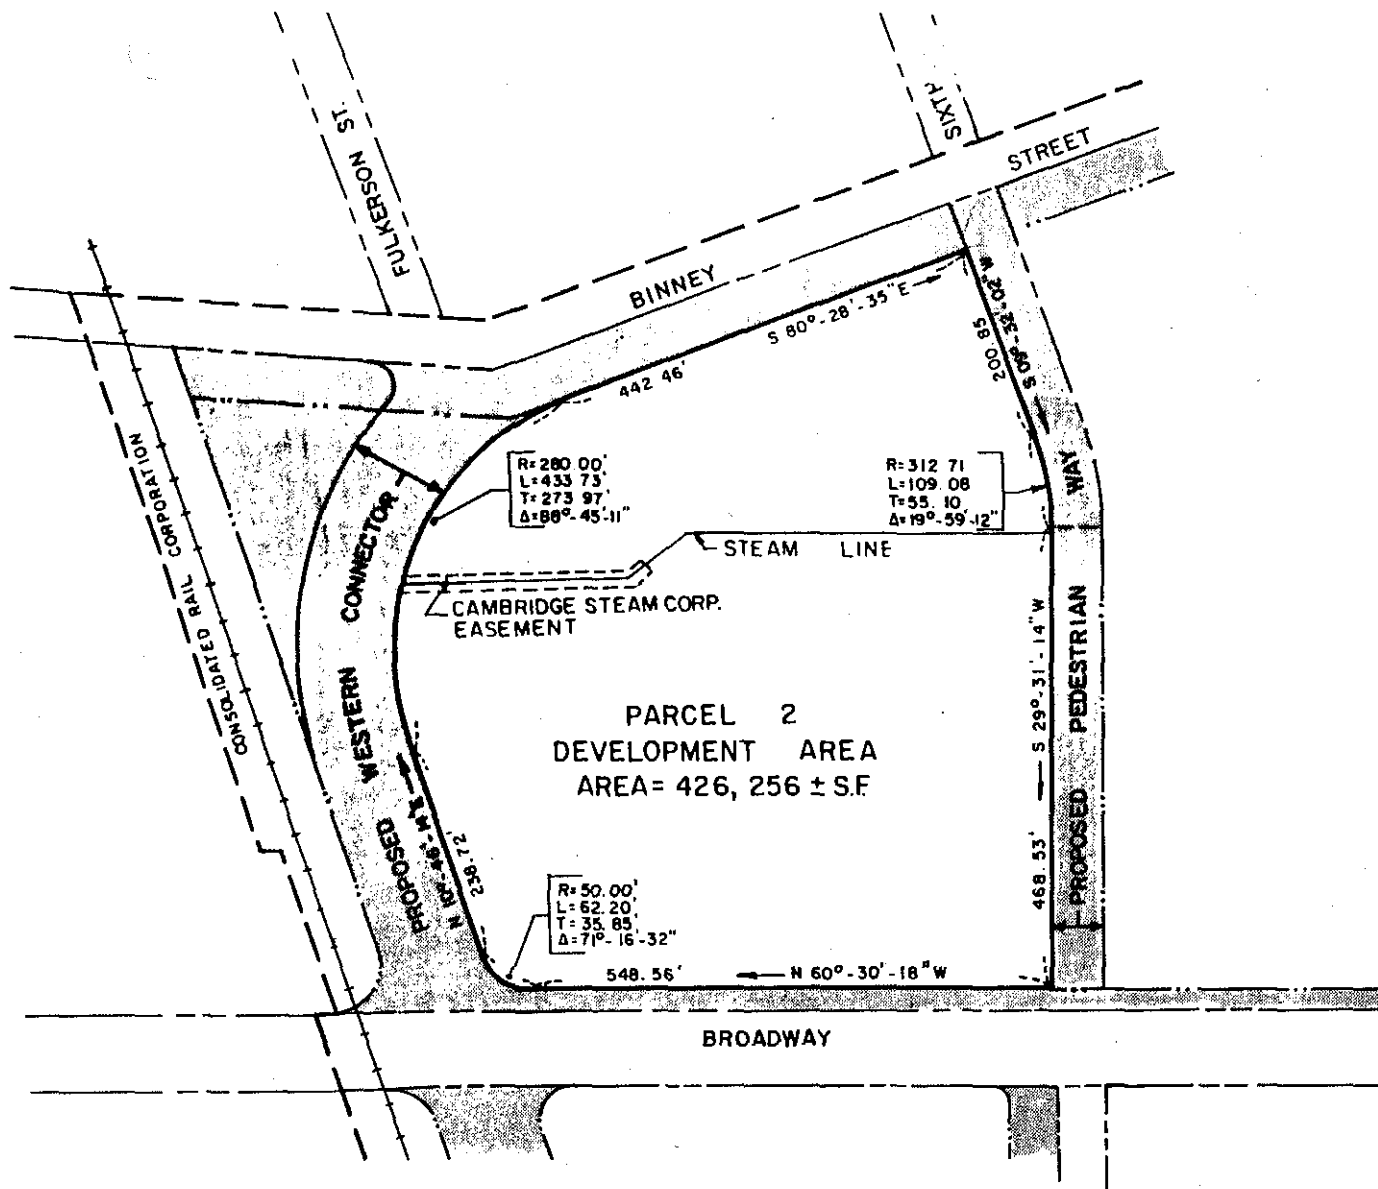 FULKERSON ST.
SIXTH
STREET
BINNEY
S 80°-28'-35"E
442 46'
200.85
S 09°-32'-02"W
R=280 00'
L=433 73'
T=273 97'
Δ=88°-45'-11"
R=312 71
L=109.08
T=55. 10
Δ=19°-59'-12"
WAY
STEAM LINE
CAMBRIDGE STEAM CORP.
EASEMENT
CONSOLIDATED RAIL CORPORATION
PROPOSED WESTERN CONNECTOR
PARCEL 2
DEVELOPMENT AREA
AREA= 426, 256 ± S.F.
S 29°-31'-14"W
468.53'
PROPOSED PEDESTRIAN
238.72'
R=50.00'
L=62.20'
T=35.85'
Δ=71°-16'-32"
548.56'
N 60°-30'-18"W
BROADWAY